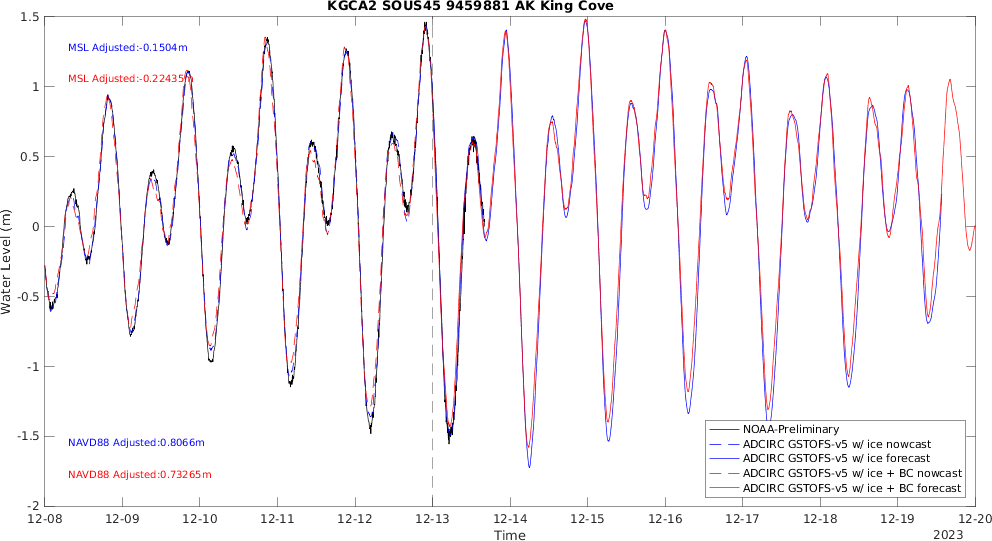 KGCA2 SOUS45 9459881 AK King Cove
1.5
1
0.5
0
-0.5
-1
-1.5
-2
Water Level (m)
MSL Adjusted:-0.1504m
MSL Adjusted:-0.22435m
NAVD88 Adjusted:0.8066m
NAVD88 Adjusted:0.73265m
NOAA-Preliminary
ADCIRC GSTOFS-v5 w/ ice nowcast
ADCIRC GSTOFS-v5 w/ ice forecast
ADCIRC GSTOFS-v5 w/ ice + BC nowcast
ADCIRC GSTOFS-v5 w/ ice + BC forecast
12-08 12-09 12-10 12-11 12-12 12-13 12-14 12-15 12-16 12-17 12-18 12-19 12-20
Time
2023